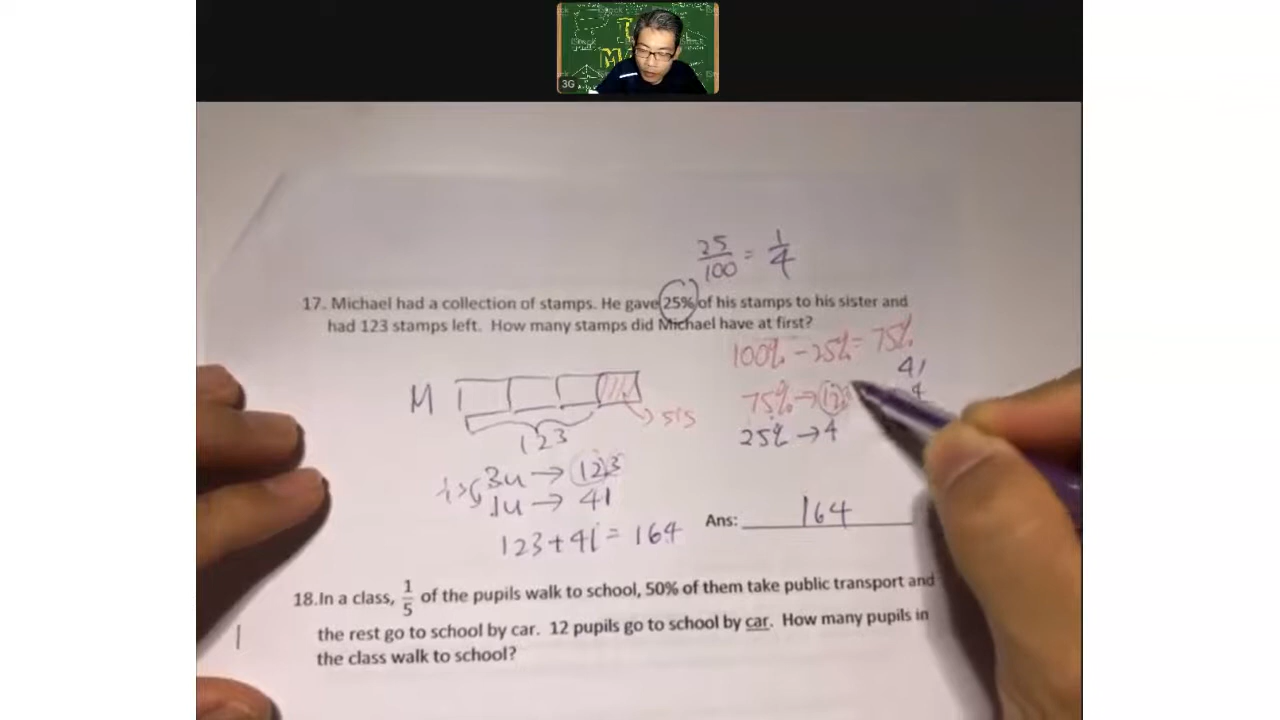 3G
25/100 = 1/4
17. Michael had a collection of stamps. He gave 25% of his stamps to his sister and
had 123 stamps left. How many stamps did Michael have at first?
100% - 25% = 75%
41
4
M
75% → 123
→ sis
123
25% → 4
3u → 123
1u → 41
Ans: 164
123 + 41 = 164
18. In a class, 1/5 of the pupils walk to school, 50% of them take public transport and
the rest go to school by car. 12 pupils go to school by car. How many pupils in
the class walk to school?